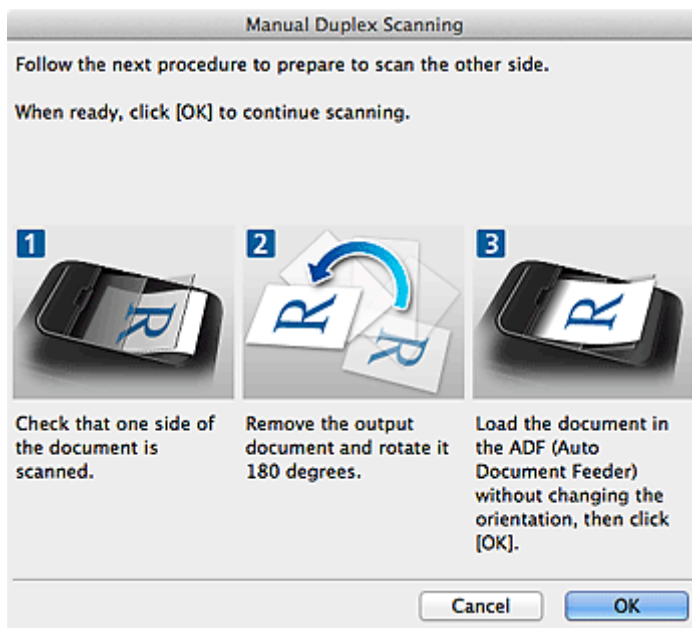 Manual Duplex Scanning
Follow the next procedure to prepare to scan the other side.
When ready, click [OK] to continue scanning.
1
R
Check that one side of
the document is
scanned.
2
R
R
Remove the output
document and rotate it
180 degrees.
3
R
Load the document in
the ADF (Auto
Document Feeder)
without changing the
orientation, then click
[OK].
Cancel
OK